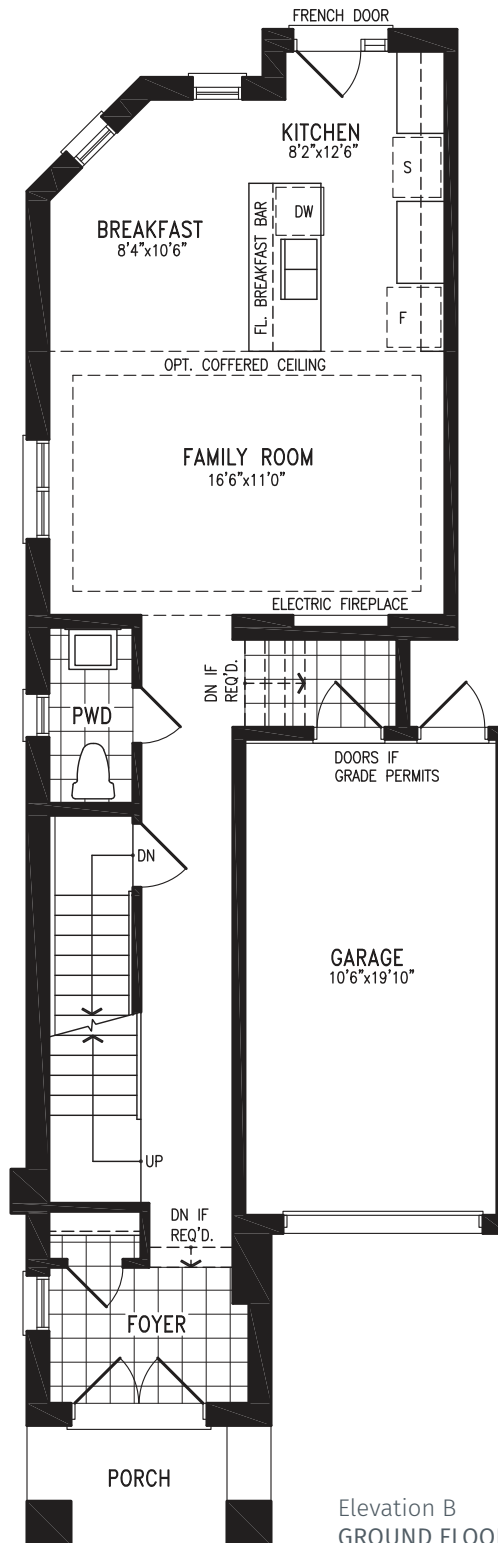 FRENCH DOOR
KITCHEN
8'2"x12'6"
S
BREAKFAST
8'4"x10'6"
DW
FL. BREAKFAST BAR
F
OPT. COFFERED CEILING
FAMILY ROOM
16'6"x11'0"
ELECTRIC FIREPLACE
DN IF
REQ'D.
PWD
DOORS IF
GRADE PERMITS
DN
GARAGE
10'6"x19'10"
UP
DN IF
REQ'D.
FOYER
PORCH
Elevation B
GROUND FLOOR